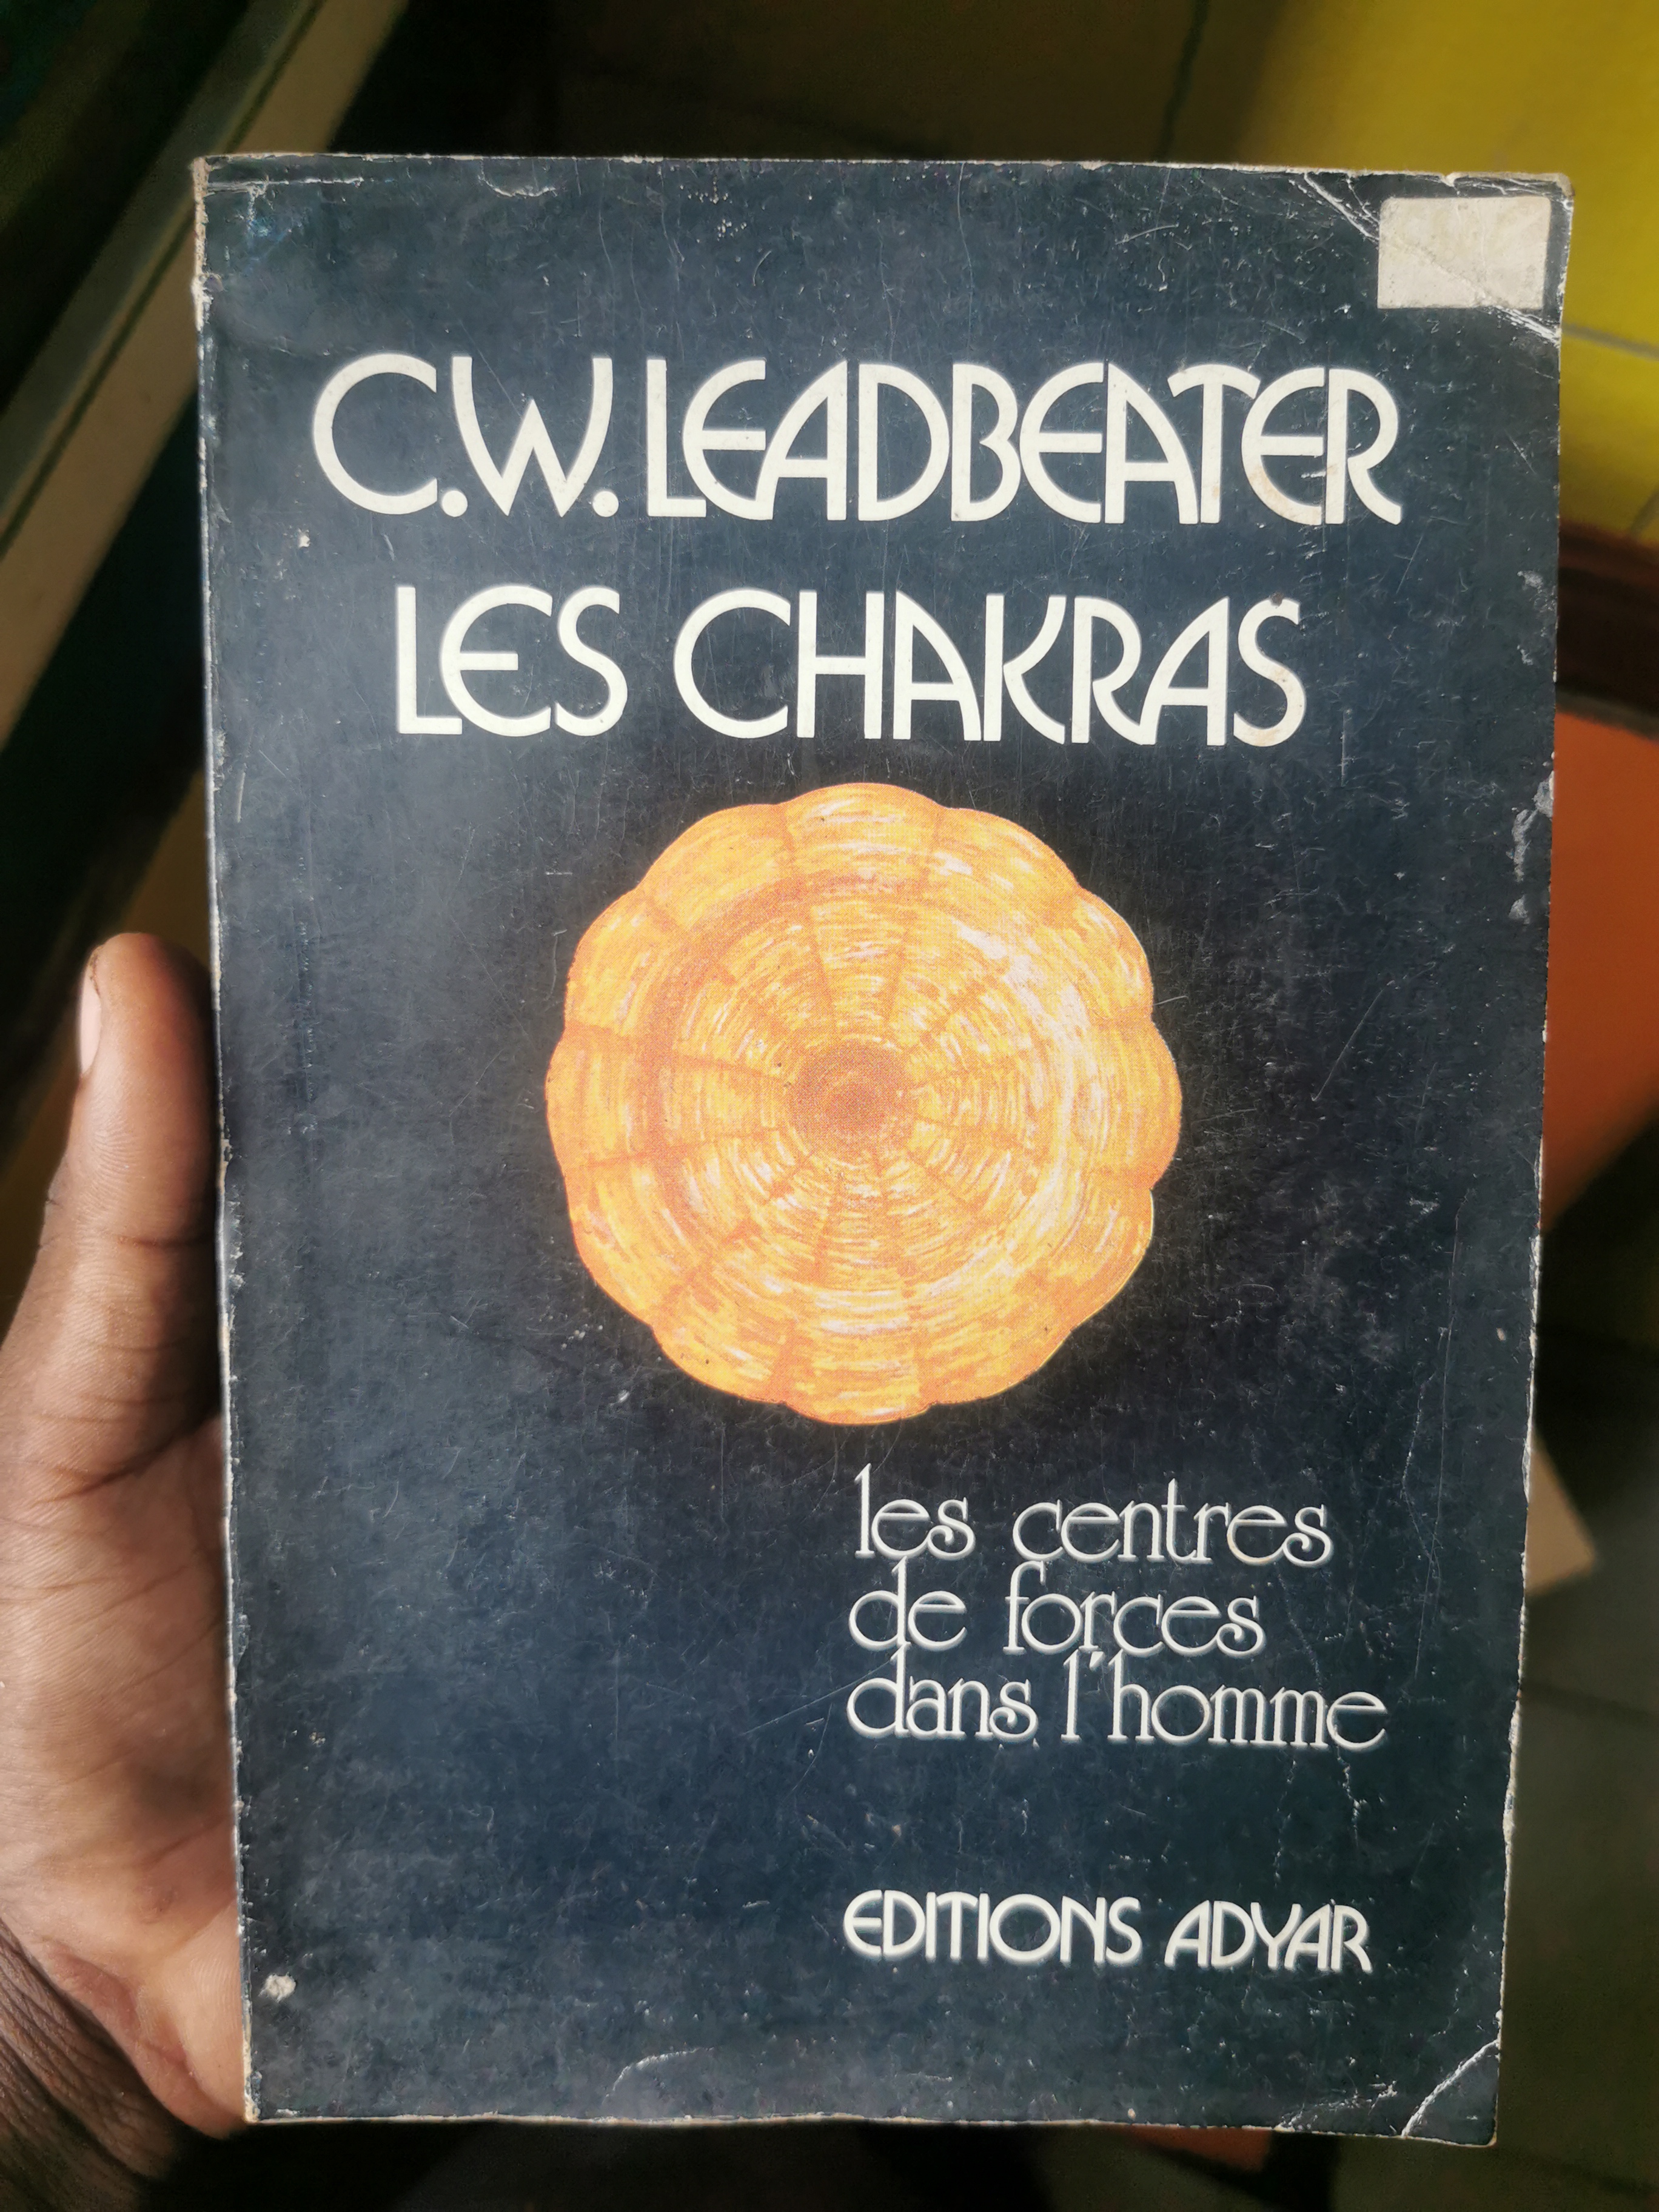 C.W. LEADBEATER
LES CHAKRAS
les centres
de forces
dans l'homme
EDITIONS ADYAR